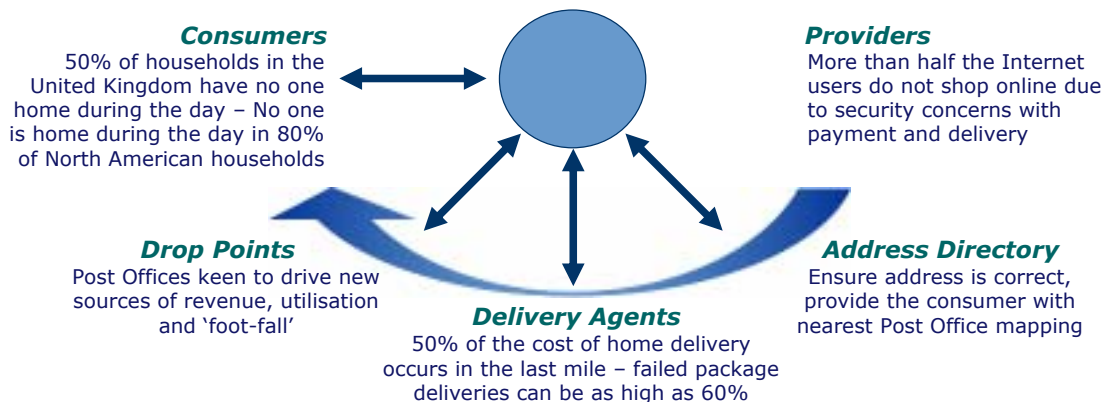 Consumers
50% of households in the
United Kingdom have no one
home during the day – No one
is home during the day in 80%
of North American households
Providers
More than half the Internet
users do not shop online due
to security concerns with
payment and delivery
Drop Points
Post Offices keen to drive new
sources of revenue, utilisation
and ‘foot-fall’
Delivery Agents
50% of the cost of home delivery
occurs in the last mile – failed package
deliveries can be as high as 60%
Address Directory
Ensure address is correct,
provide the consumer with
nearest Post Office mapping